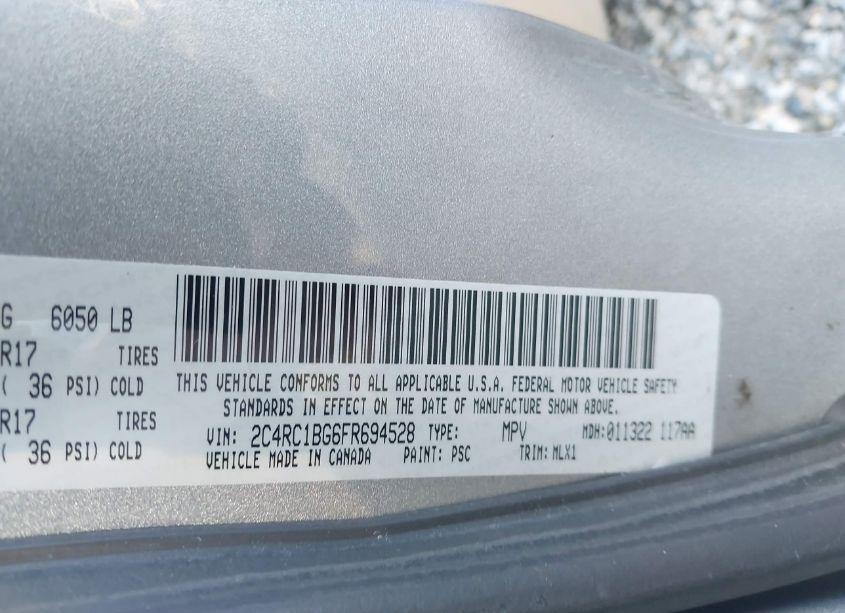 G 6050 LB
R17 TIRES
( 36 PSI) COLD
R17 TIRES
( 36 PSI) COLD
THIS VEHICLE CONFORMS TO ALL APPLICABLE U.S.A. FEDERAL MOTOR VEHICLE SAFETY
STANDARDS IN EFFECT ON THE DATE OF MANUFACTURE SHOWN ABOVE.
VIN: 2C4RC1BG6FR694528 TYPE: MPV MDH: 011322 117AA
VEHICLE MADE IN CANADA PAINT: PSC TRIM: MLX1